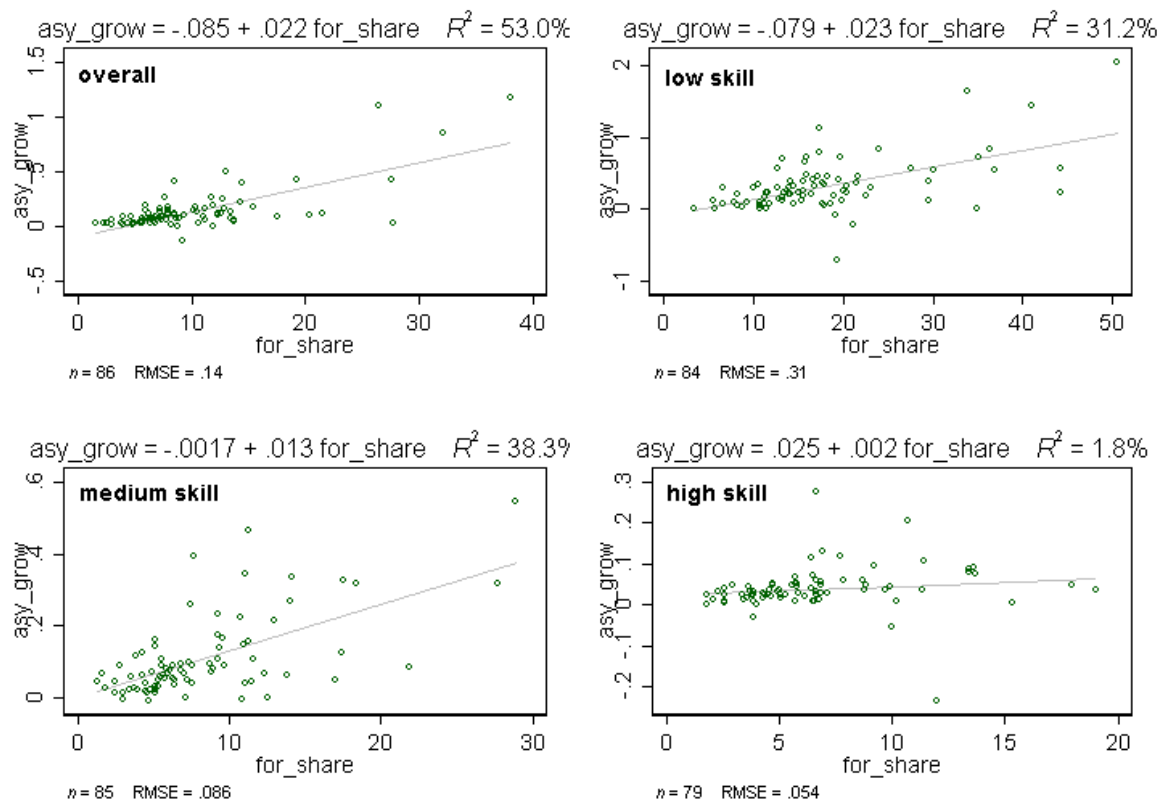 asy_grow = -.085 + .022 for_share R² = 53.0%
overall
asy_grow
1.5
1
.5
0
-.5
0 10 20 30 40
for_share
n = 86 RMSE = .14
asy_grow = -.079 + .023 for_share R² = 31.2%
low skill
asy_grow
2
1
0
-1
0 10 20 30 40 50
for_share
n = 84 RMSE = .31
asy_grow = -.0017 + .013 for_share R² = 38.3%
medium skill
asy_grow
.6
.4
.2
0
0 10 20 30
for_share
n = 85 RMSE = .086
asy_grow = .025 + .002 for_share R² = 1.8%
high skill
asy_grow
.3
.2
.1
0
-.1
-.2
0 5 10 15 20
for_share
n = 79 RMSE = .054